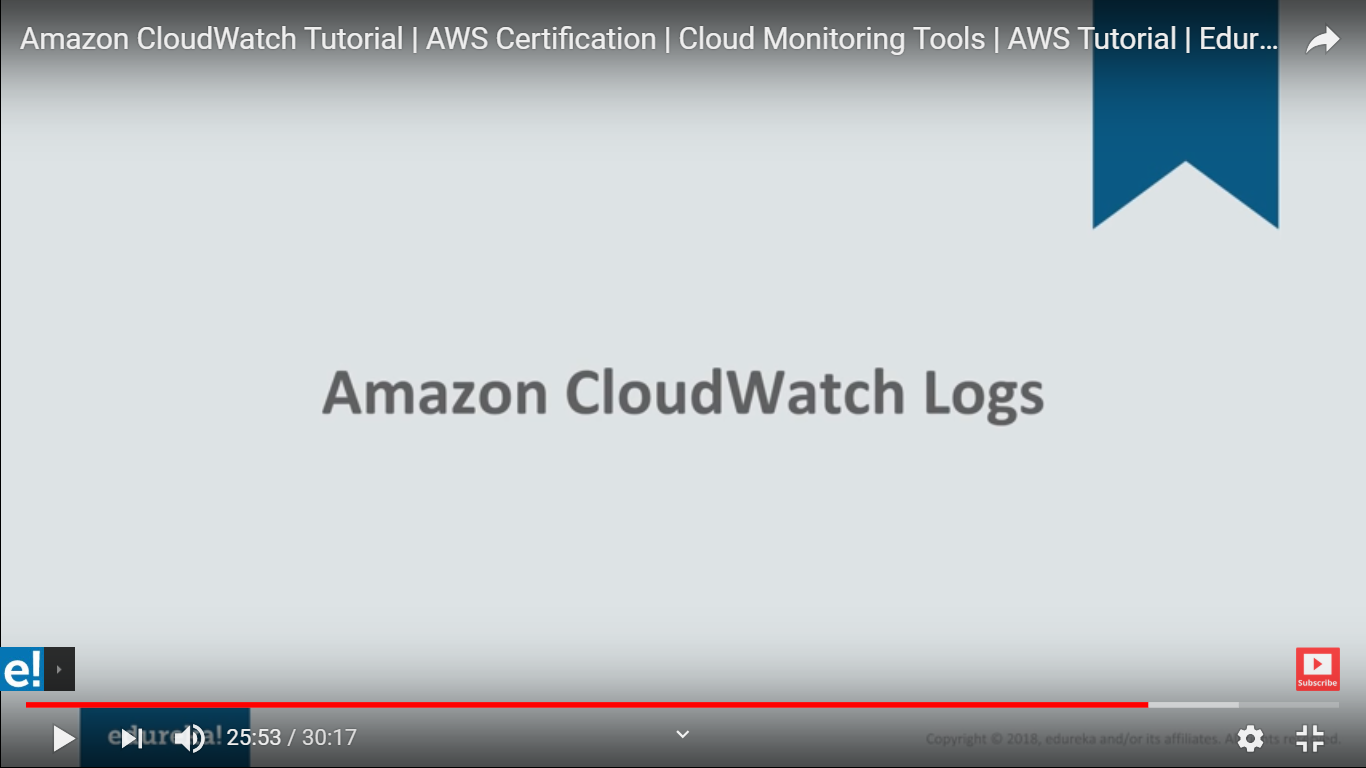 Amazon CloudWatch Tutorial | AWS Certification | Cloud Monitoring Tools | AWS Tutorial | Edur...
Amazon CloudWatch Logs
e!
Subscribe
edureka!
25:53 / 30:17
Copyright © 2018, edureka and/or its affiliates.